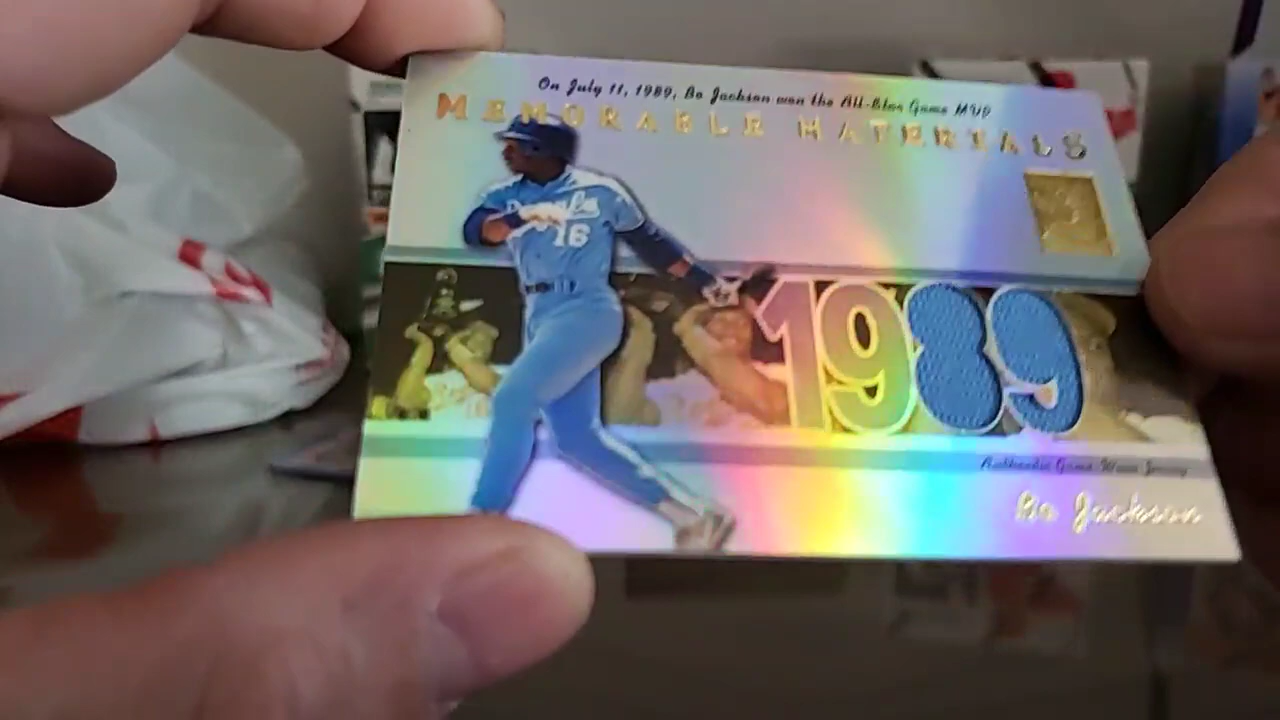 On July 11, 1989, Bo Jackson won the All-Star Game MVP
MEMORABLE MATERIALS
Royals
16
1989
Authentic Game-Worn Jersey
Bo Jackson